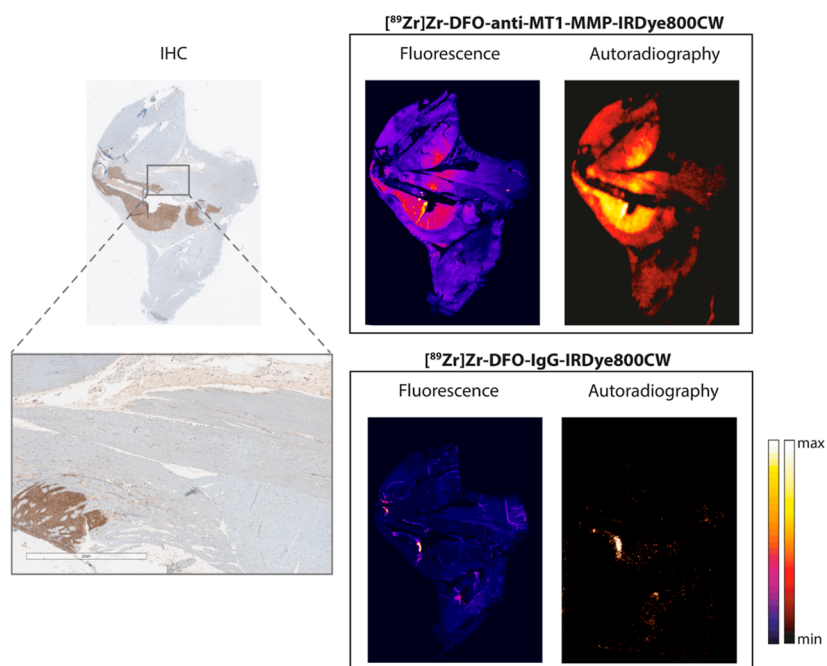 [⁸⁹Zr]Zr-DFO-anti-MT1-MMP-IRDye800CW
IHC
Fluorescence
Autoradiography
[⁸⁹Zr]Zr-DFO-IgG-IRDye800CW
Fluorescence
Autoradiography
max
min